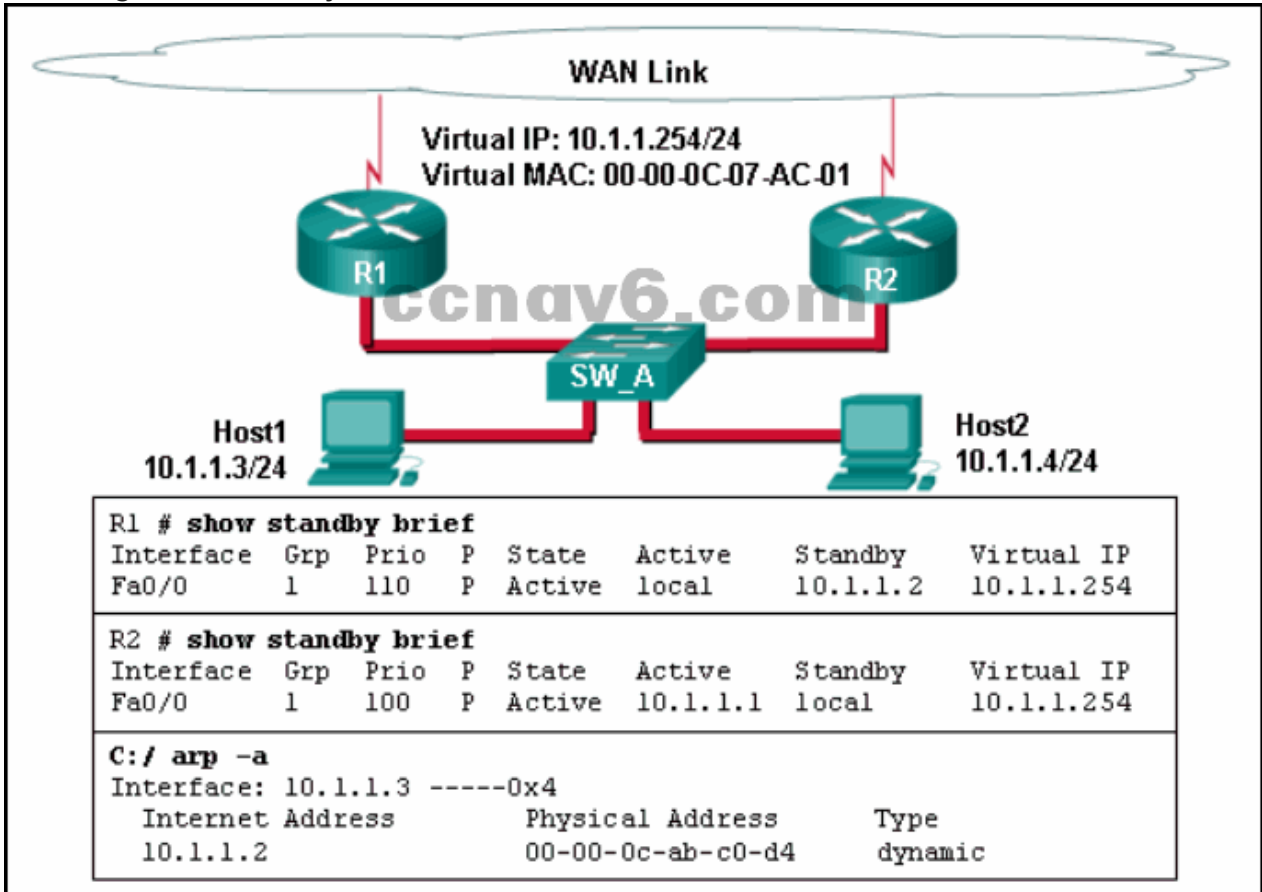 WAN Link
Virtual IP: 10.1.1.254/24
Virtual MAC: 00-00-0C-07-AC-01
R1
R2
ccnav6.com
SW_A
Host1
10.1.1.3/24
Host2
10.1.1.4/24
R1 # show standby brief
Interface Grp Prio P State Active Standby Virtual IP
Fa0/0 1 110 P Active local 10.1.1.2 10.1.1.254
R2 # show standby brief
Interface Grp Prio P State Active Standby Virtual IP
Fa0/0 1 100 P Active 10.1.1.1 local 10.1.1.254
C:/ arp -a
Interface: 10.1.1.3 -----0x4
Internet Address Physical Address Type
10.1.1.2 00-00-0c-ab-c0-d4 dynamic